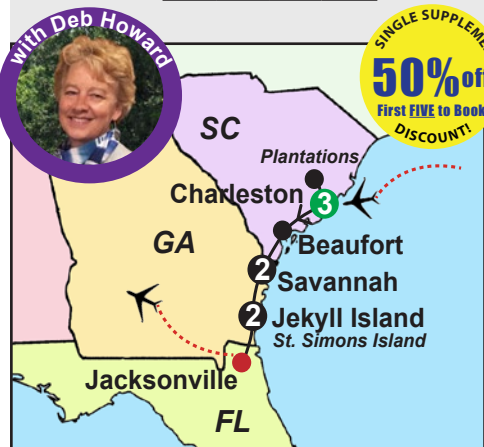 with Deb Howard
SINGLE SUPPLEME
50% off
First FIVE to Book
DISCOUNT!
SC
Plantations
Charleston
3
GA
Beaufort
2
Savannah
2
Jekyll Island
St. Simons Island
Jacksonville
FL